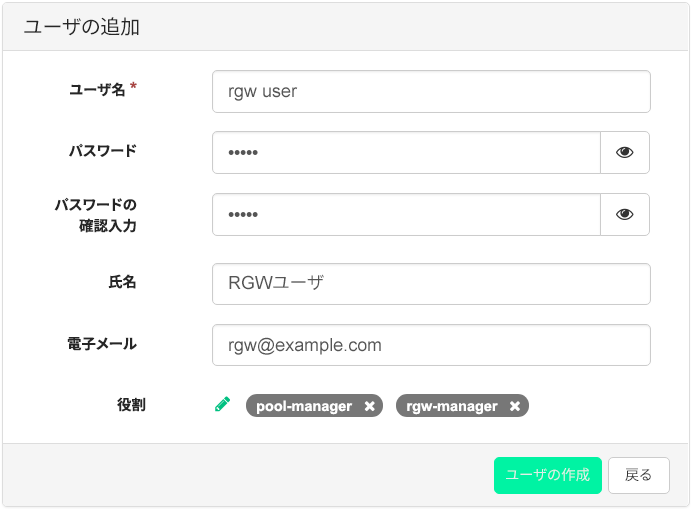 ユーザの追加
ユーザ名 *
rgw user
パスワード
•••••
パスワードの
確認入力
•••••
氏名
RGWユーザ
電子メール
rgw@example.com
役割
pool-manager ×
rgw-manager ×
ユーザの作成
戻る